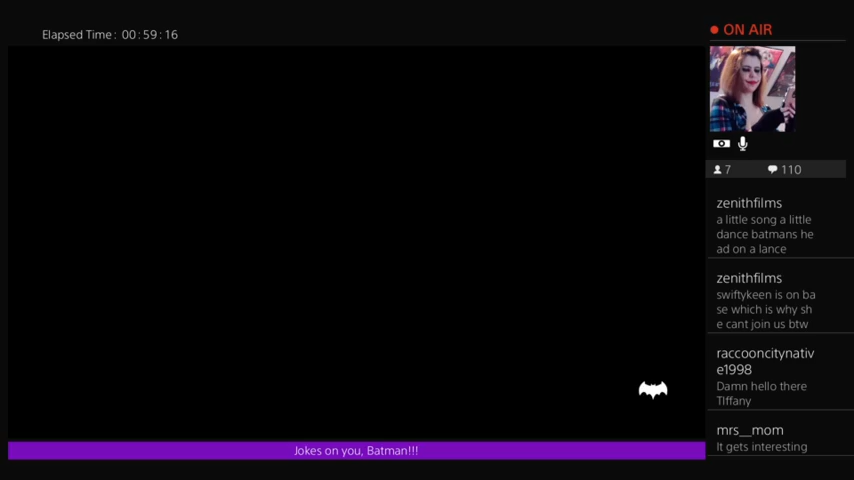 Elapsed Time: 00:59:16
ON AIR
7 110
zenithfilms
a little song a little
dance batmans he
ad on a lance
zenithfilms
swiftykeen is on ba
se which is why sh
e cant join us btw
raccooncitynativ
e1998
Damn hello there
TIffany
mrs__mom
It gets interesting
Jokes on you, Batman!!!